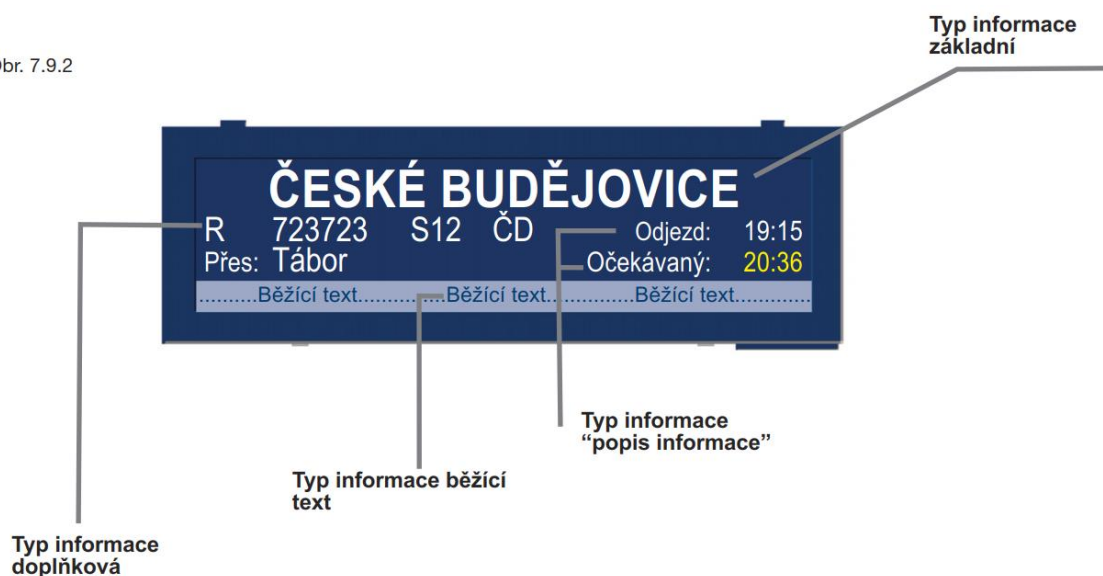 Typ informace
základní
br. 7.9.2
ČESKÉ BUDĚJOVICE
R 723723 S12 ČD Odjezd: 19:15
Přes: Tábor Očekávaný: 20:36
..........Běžící text..............Běžící text..............Běžící text............
Typ informace
“popis informace”
Typ informace běžící
text
Typ informace
doplňková